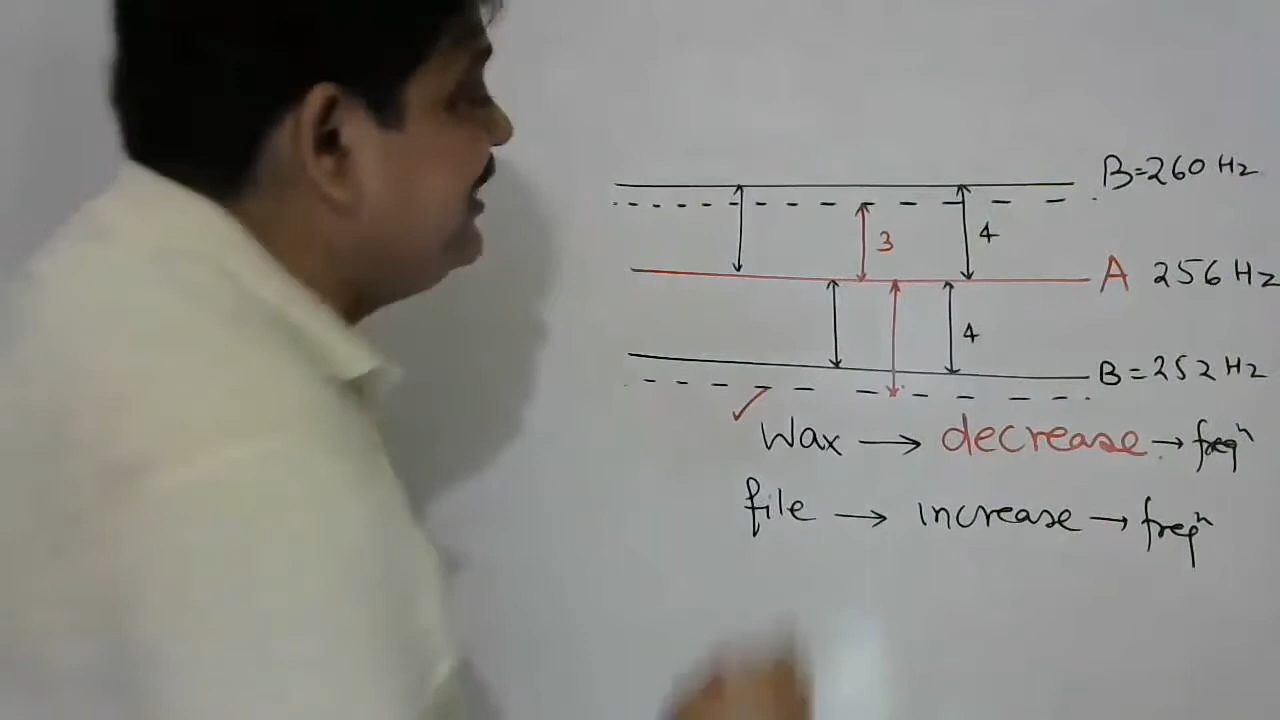 B=260 Hz
3
4
A 256 Hz
4
B=252 Hz
Wax → decrease → freqⁿ
file → increase → freqⁿ